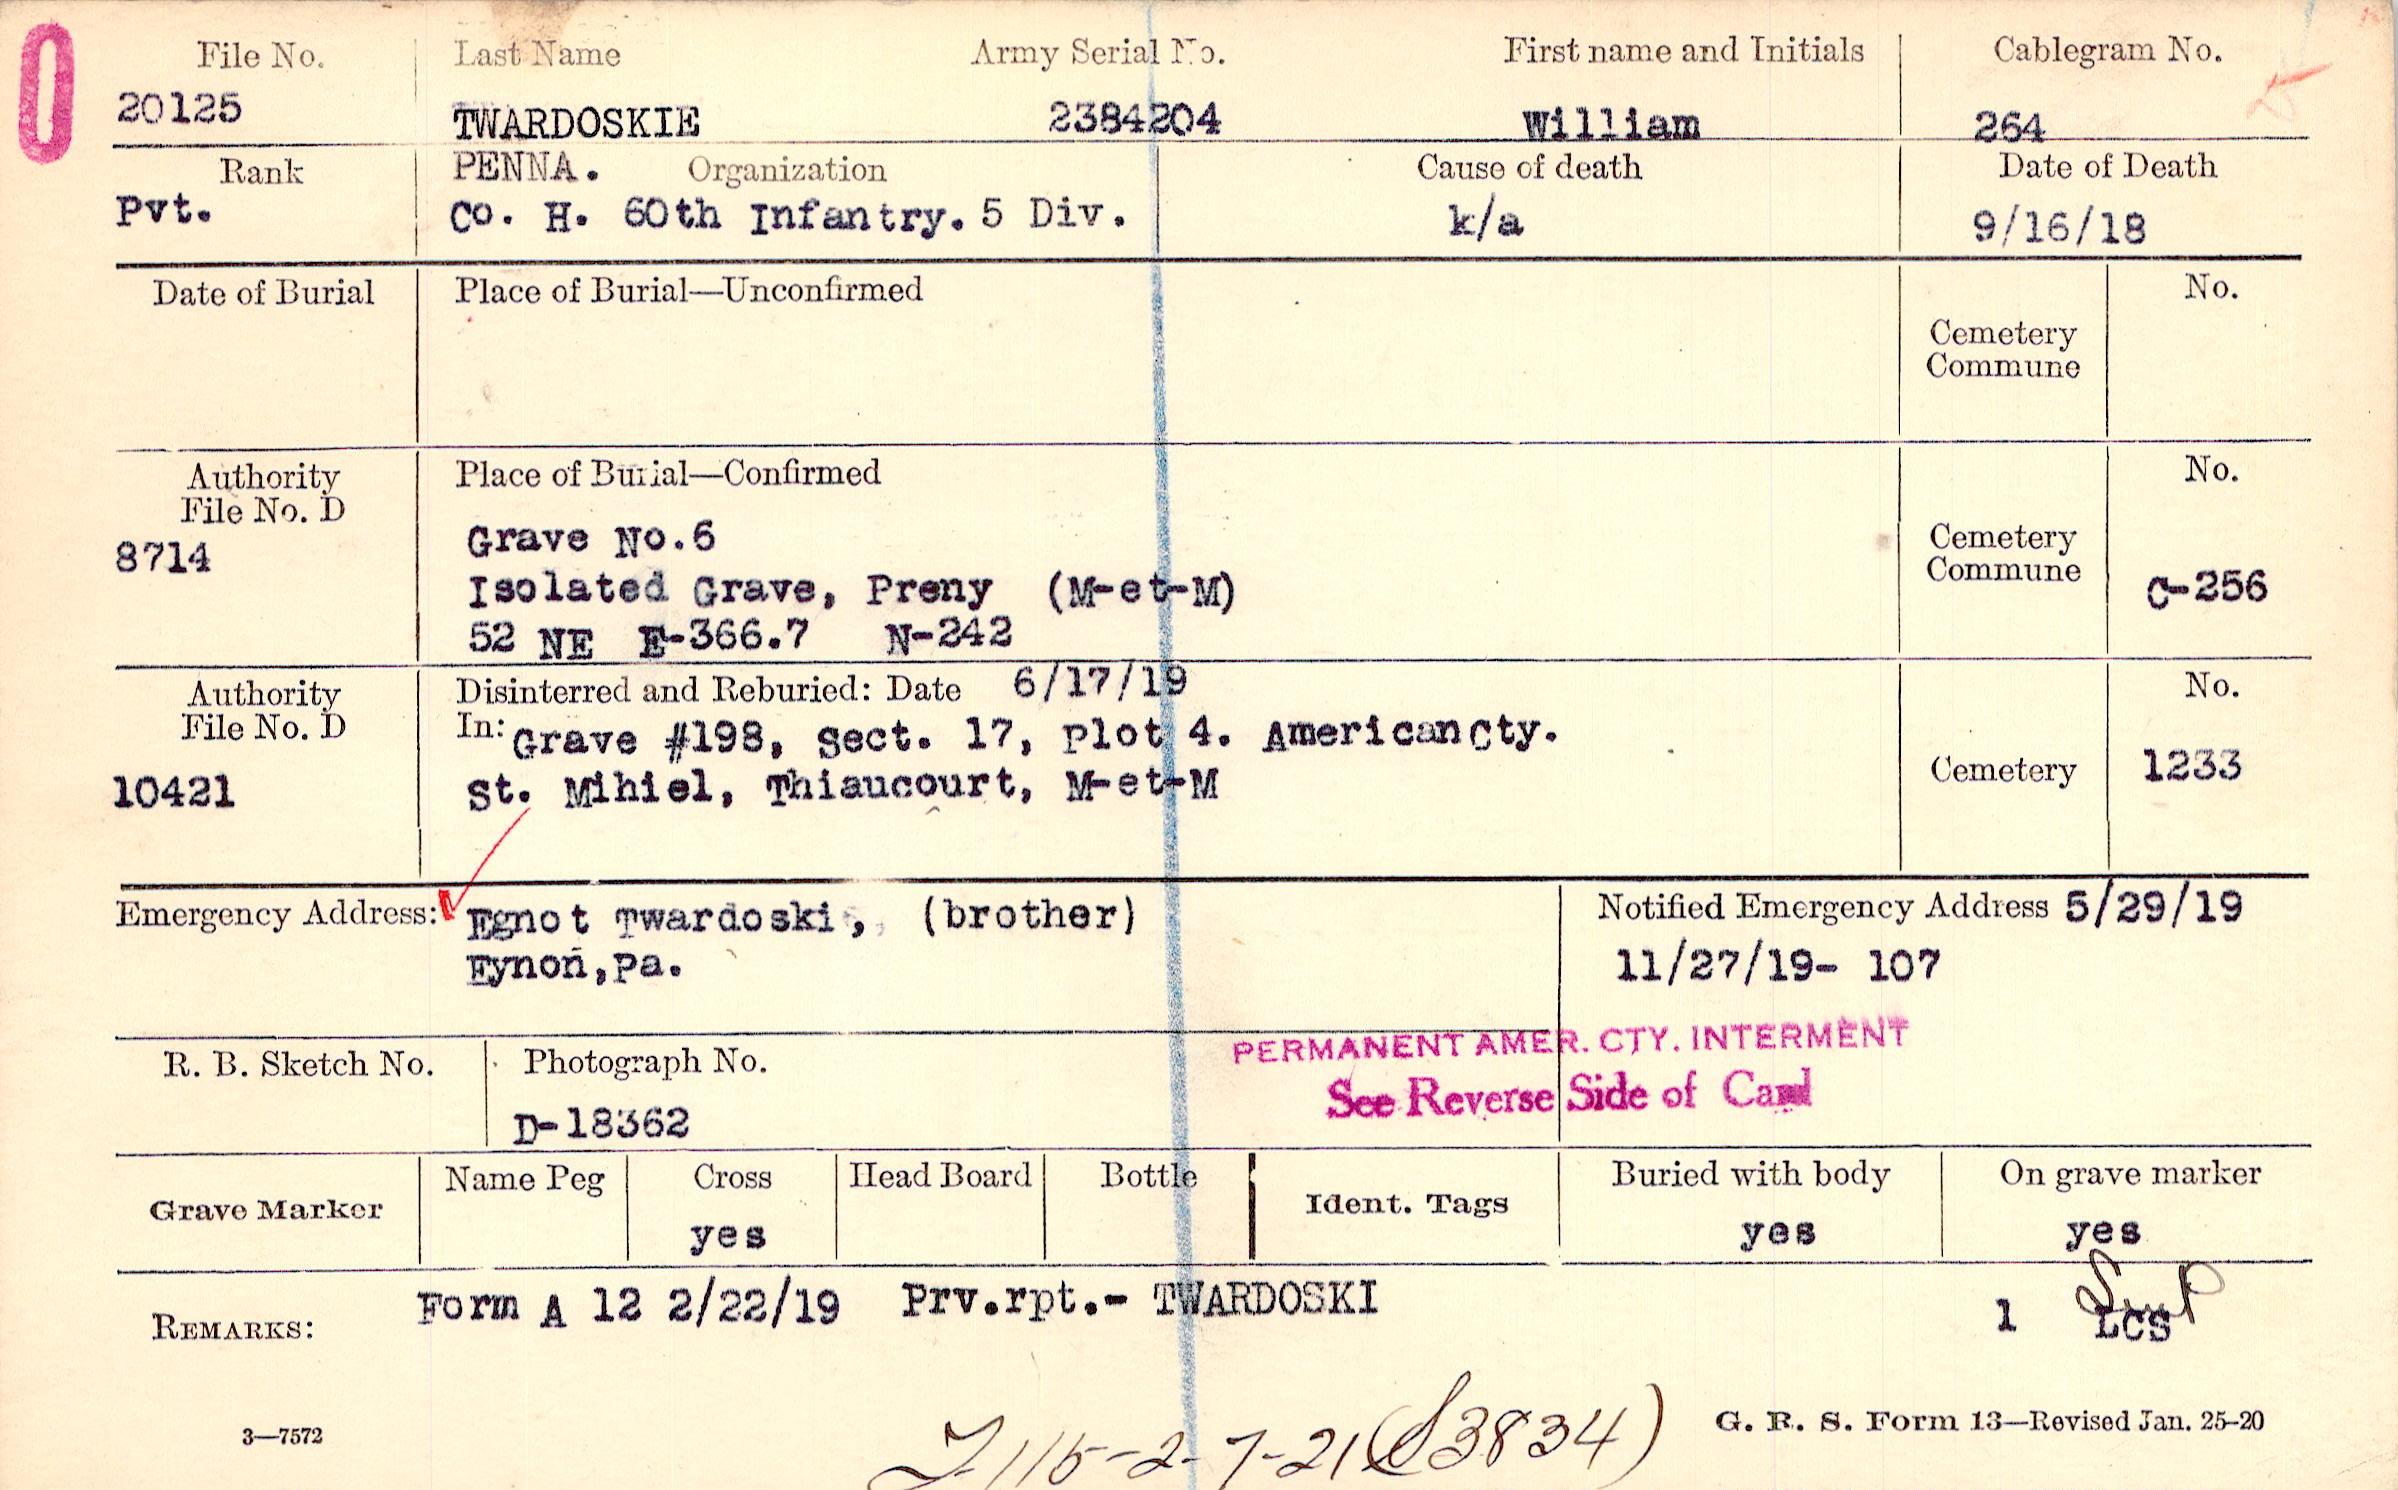 File No. Last Name Army Serial No. First name and Initials Cablegram No.
20125 TWARDOSKIE 2384204 William 264
Rank PENNA. Organization Cause of death Date of Death
Pvt. Co. H. 60th Infantry. 5 Div. k/a 9/16/18
Date of Burial Place of Burial—Unconfirmed No.
Cemetery
Commune
Authority Place of Burial—Confirmed No.
File No. D
8714 Grave No.6 Cemetery
Isolated Grave, Preny (M-et-M) Commune C-256
52 NE E-366.7 N-242
Authority Disinterred and Reburied: Date 6/17/19 No.
File No. D In: Grave #198, Sect. 17, Plot 4. American Cty.
10421 St. Mihiel, Thiaucourt, M-et-M Cemetery 1233
Emergency Address: Egnot Twardoski, (brother) Notified Emergency Address 5/29/19
Eynon, Pa. 11/27/19- 107
PERMANENT AMER. CTY. INTERMENT
R. B. Sketch No. Photograph No. See Reverse Side of Card
D-18362
Grave Marker Name Peg Cross Head Board Bottle Ident. Tags Buried with body On grave marker
yes yes yes
REMARKS: Form A 12 2/22/19 Prv.rpt.- TWARDOSKI 1 LCS
3—7572 G. R. S. Form 13—Revised Jan. 25-20